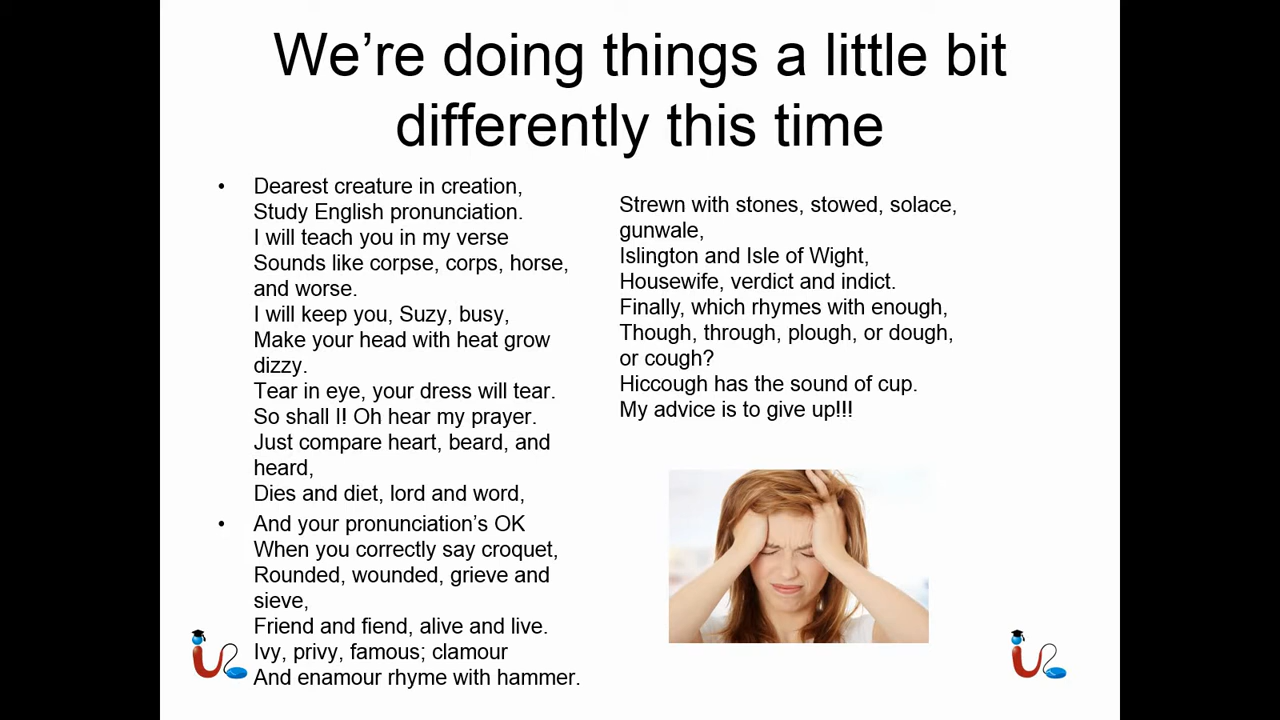 We're doing things a little bit
differently this time
• Dearest creature in creation,
Study English pronunciation.
I will teach you in my verse
Sounds like corpse, corps, horse,
and worse.
I will keep you, Suzy, busy,
Make your head with heat grow
dizzy.
Tear in eye, your dress will tear.
So shall I! Oh hear my prayer.
Just compare heart, beard, and
heard,
Dies and diet, lord and word,
• And your pronunciation's OK
When you correctly say croquet,
Rounded, wounded, grieve and
sieve,
Friend and fiend, alive and live.
Ivy, privy, famous; clamour
And enamour rhyme with hammer.
Strewn with stones, stowed, solace,
gunwale,
Islington and Isle of Wight,
Housewife, verdict and indict.
Finally, which rhymes with enough,
Though, through, plough, or dough,
or cough?
Hiccough has the sound of cup.
My advice is to give up!!!